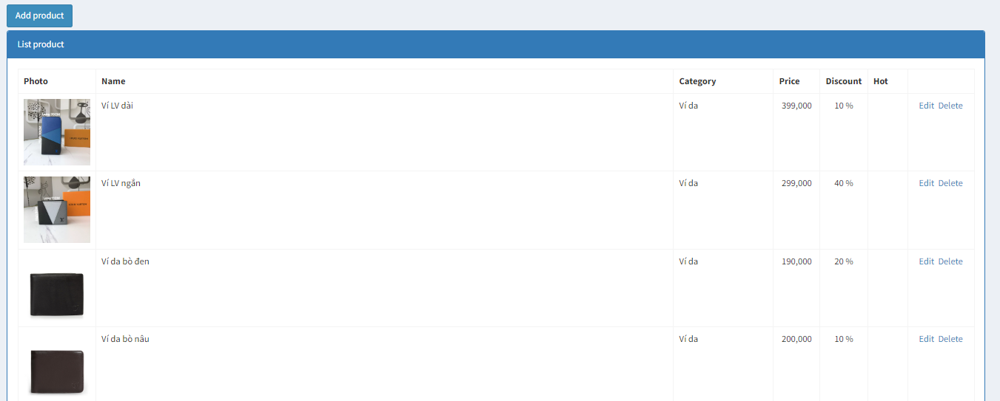 Add product
List product
Photo Name Category Price Discount Hot
Ví LV dài Ví da 399,000 10 % Edit Delete
Ví LV ngắn Ví da 299,000 40 % Edit Delete
Ví da bò đen Ví da 190,000 20 % Edit Delete
Ví da bò nâu Ví da 200,000 10 % Edit Delete